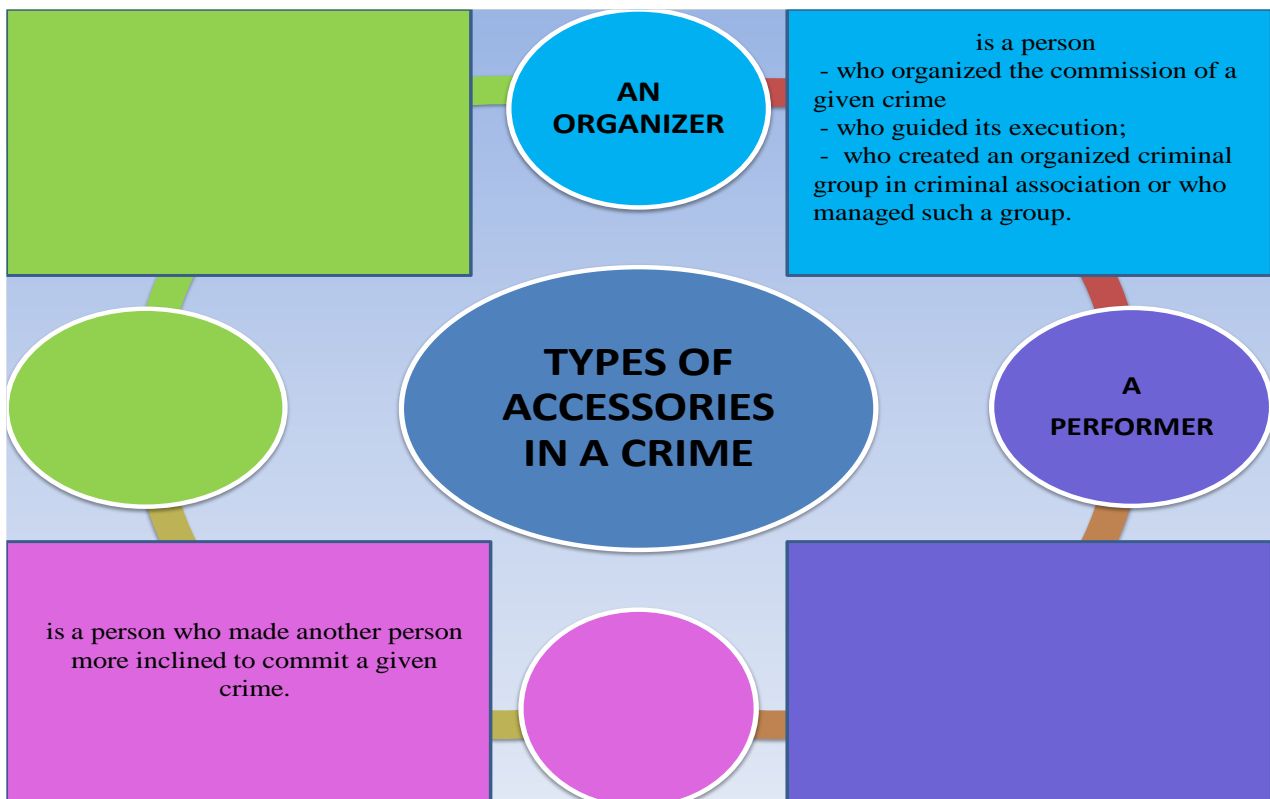 AN
ORGANIZER
is a person
- who organized the commission of a
given crime
- who guided its execution;
- who created an organized criminal
group in criminal association or who
managed such a group.
TYPES OF
ACCESSORIES
IN A CRIME
A
PERFORMER
is a person who made another person
more inclined to commit a given
crime.